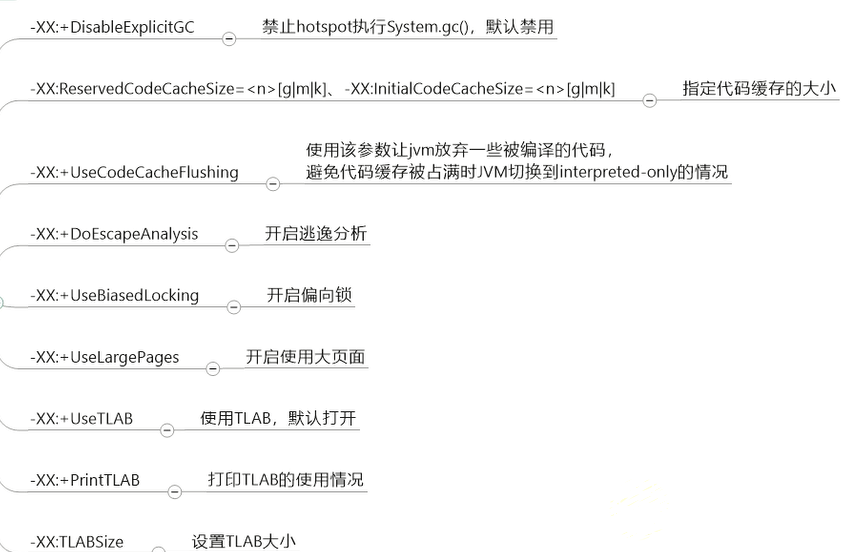 -XX:+DisableExplicitGC 禁止hotspot执行System.gc()，默认禁用
-XX:ReservedCodeCacheSize=<n>[g|m|k]、-XX:InitialCodeCacheSize=<n>[g|m|k] 指定代码缓存的大小
使用该参数让jvm放弃一些被编译的代码，
-XX:+UseCodeCacheFlushing 避免代码缓存被占满时JVM切换到interpreted-only的情况
-XX:+DoEscapeAnalysis 开启逃逸分析
-XX:+UseBiasedLocking 开启偏向锁
-XX:+UseLargePages 开启使用大页面
-XX:+UseTLAB 使用TLAB，默认打开
-XX:+PrintTLAB 打印TLAB的使用情况
-XX:TLABSize 设置TLAB大小